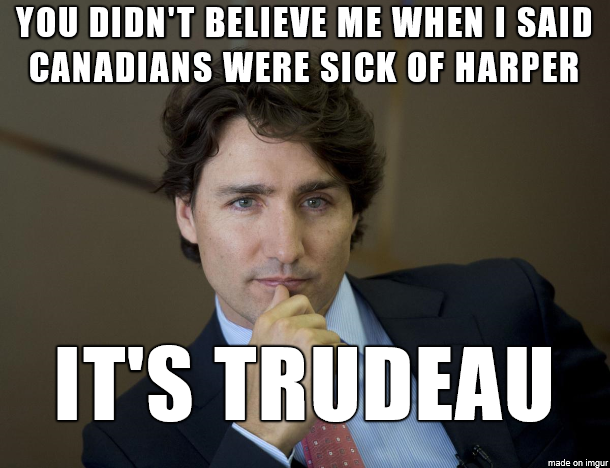 YOU DIDN'T BELIEVE ME WHEN I SAID
CANADIANS WERE SICK OF HARPER
IT'S TRUDEAU
made on imgur